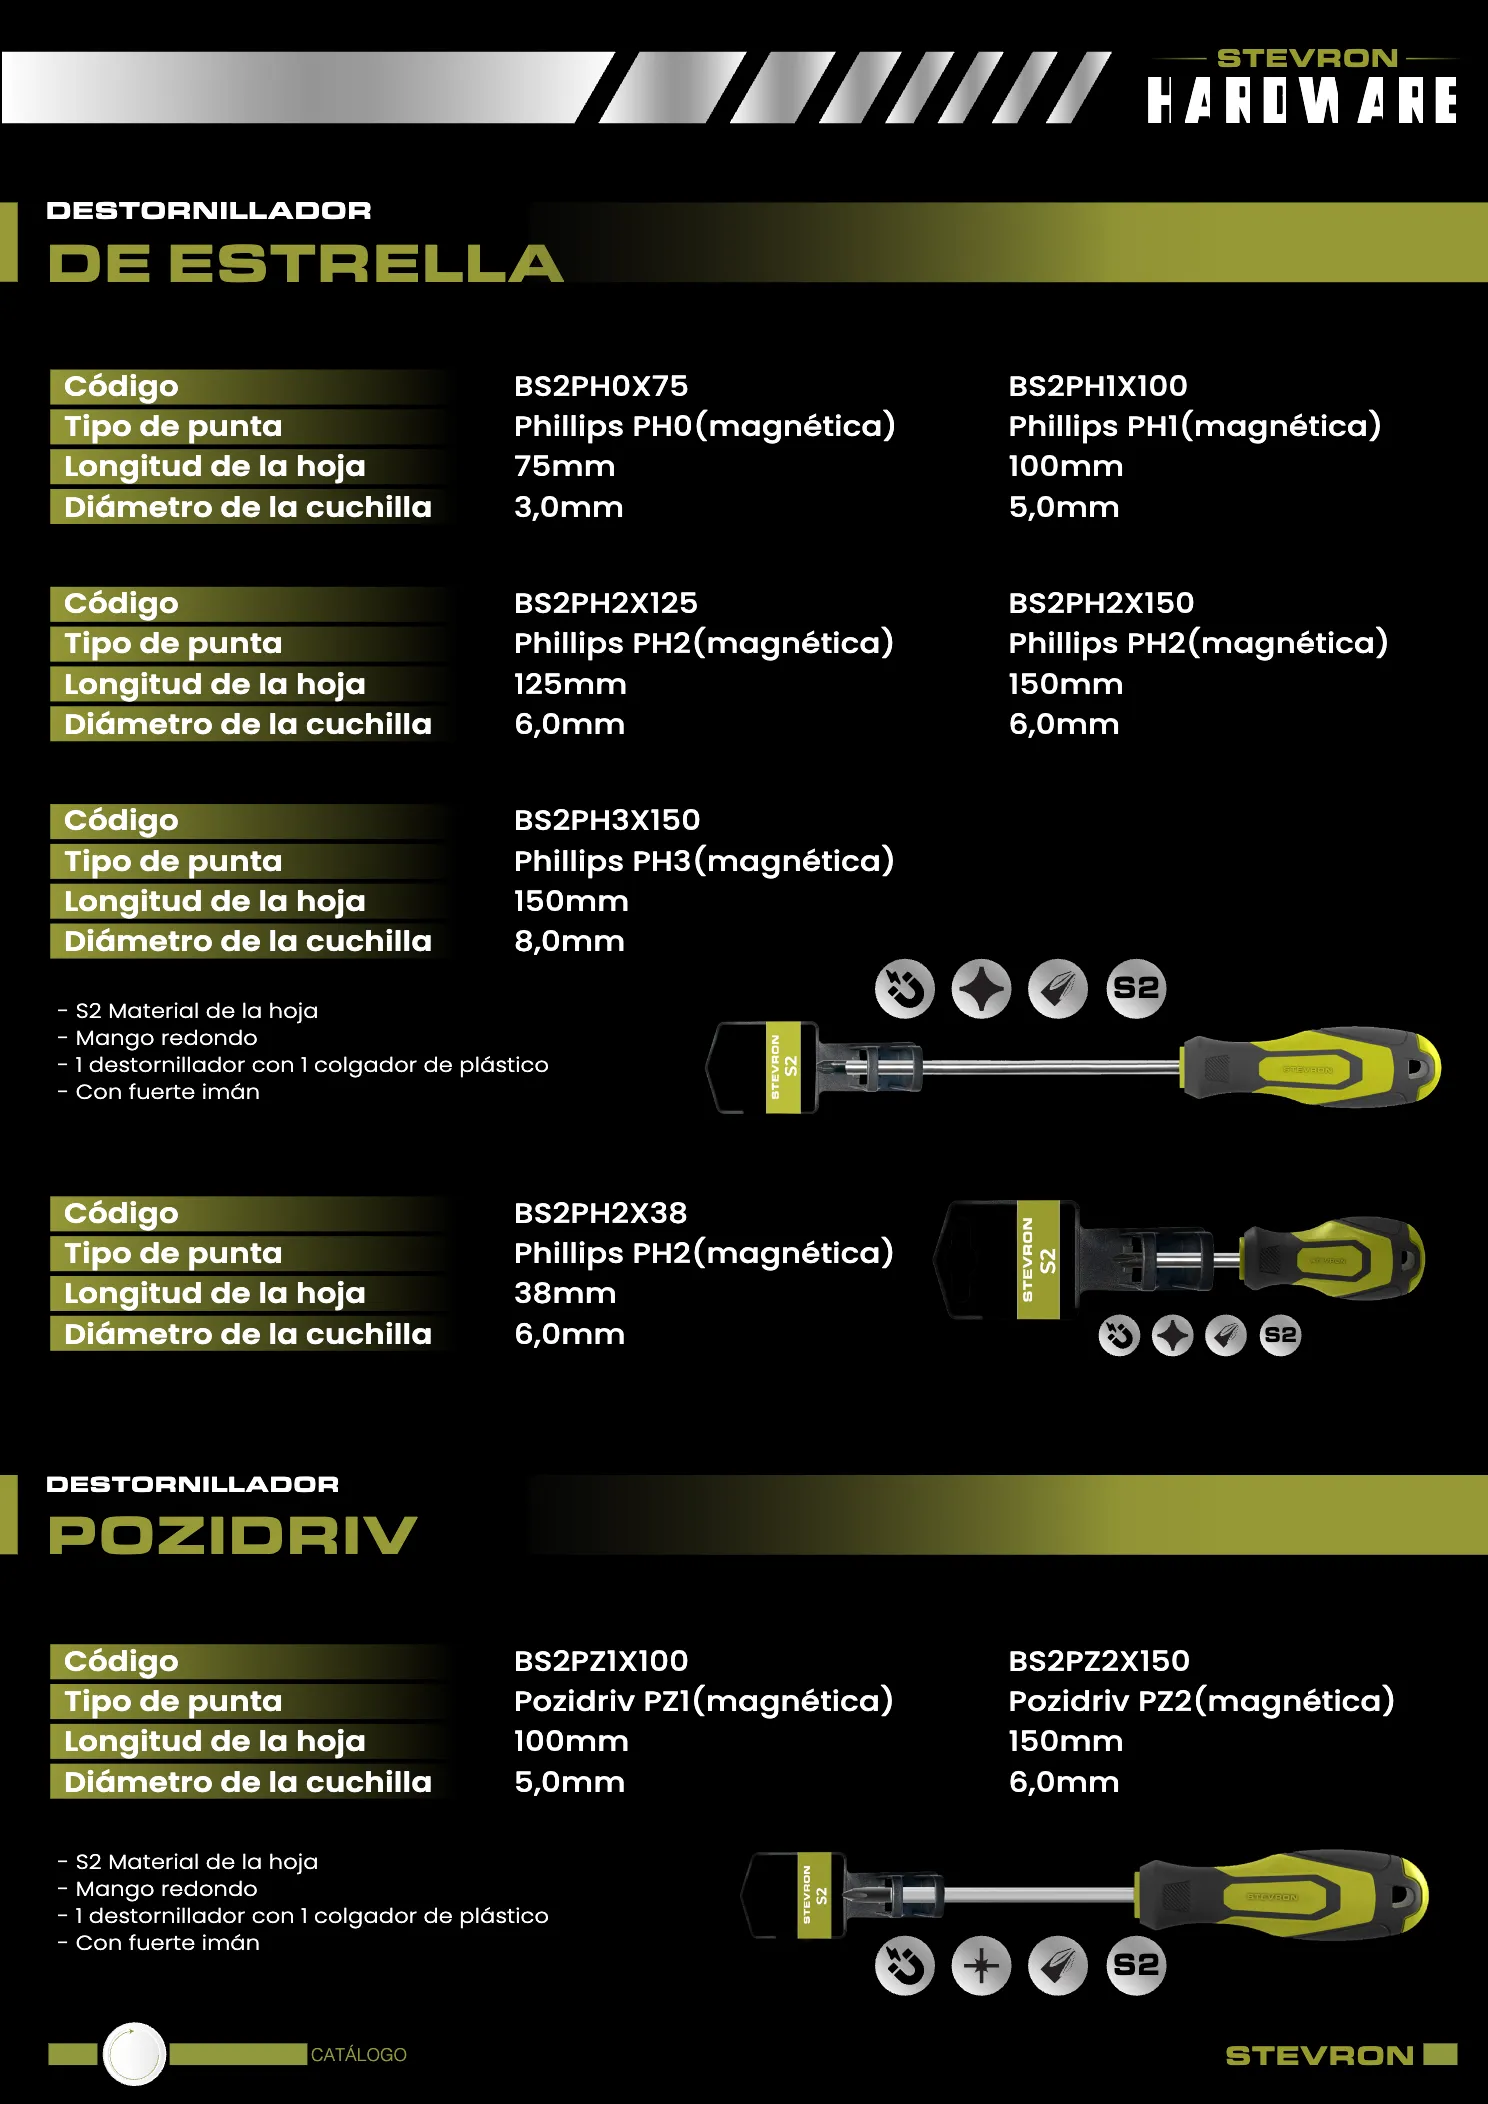 STEVRON
HARDWARE
DESTORNILLADOR
DE ESTRELLA
Código BS2PH0X75 BS2PH1X100
Tipo de punta Phillips PH0(magnética) Phillips PH1(magnética)
Longitud de la hoja 75mm 100mm
Diámetro de la cuchilla 3,0mm 5,0mm
Código BS2PH2X125 BS2PH2X150
Tipo de punta Phillips PH2(magnética) Phillips PH2(magnética)
Longitud de la hoja 125mm 150mm
Diámetro de la cuchilla 6,0mm 6,0mm
Código BS2PH3X150
Tipo de punta Phillips PH3(magnética)
Longitud de la hoja 150mm
Diámetro de la cuchilla 8,0mm
S2
- S2 Material de la hoja
- Mango redondo
- 1 destornillador con 1 colgador de plástico
- Con fuerte imán
STEVRON
S2
STEVRON
Código BS2PH2X38
Tipo de punta Phillips PH2(magnética)
Longitud de la hoja 38mm
Diámetro de la cuchilla 6,0mm
STEVRON
S2
STEVRON
S2
DESTORNILLADOR
POZIDRIV
Código BS2PZ1X100 BS2PZ2X150
Tipo de punta Pozidriv PZ1(magnética) Pozidriv PZ2(magnética)
Longitud de la hoja 100mm 150mm
Diámetro de la cuchilla 5,0mm 6,0mm
- S2 Material de la hoja
- Mango redondo
- 1 destornillador con 1 colgador de plástico
- Con fuerte imán
STEVRON
S2
STEVRON
S2
CATÁLOGO
STEVRON